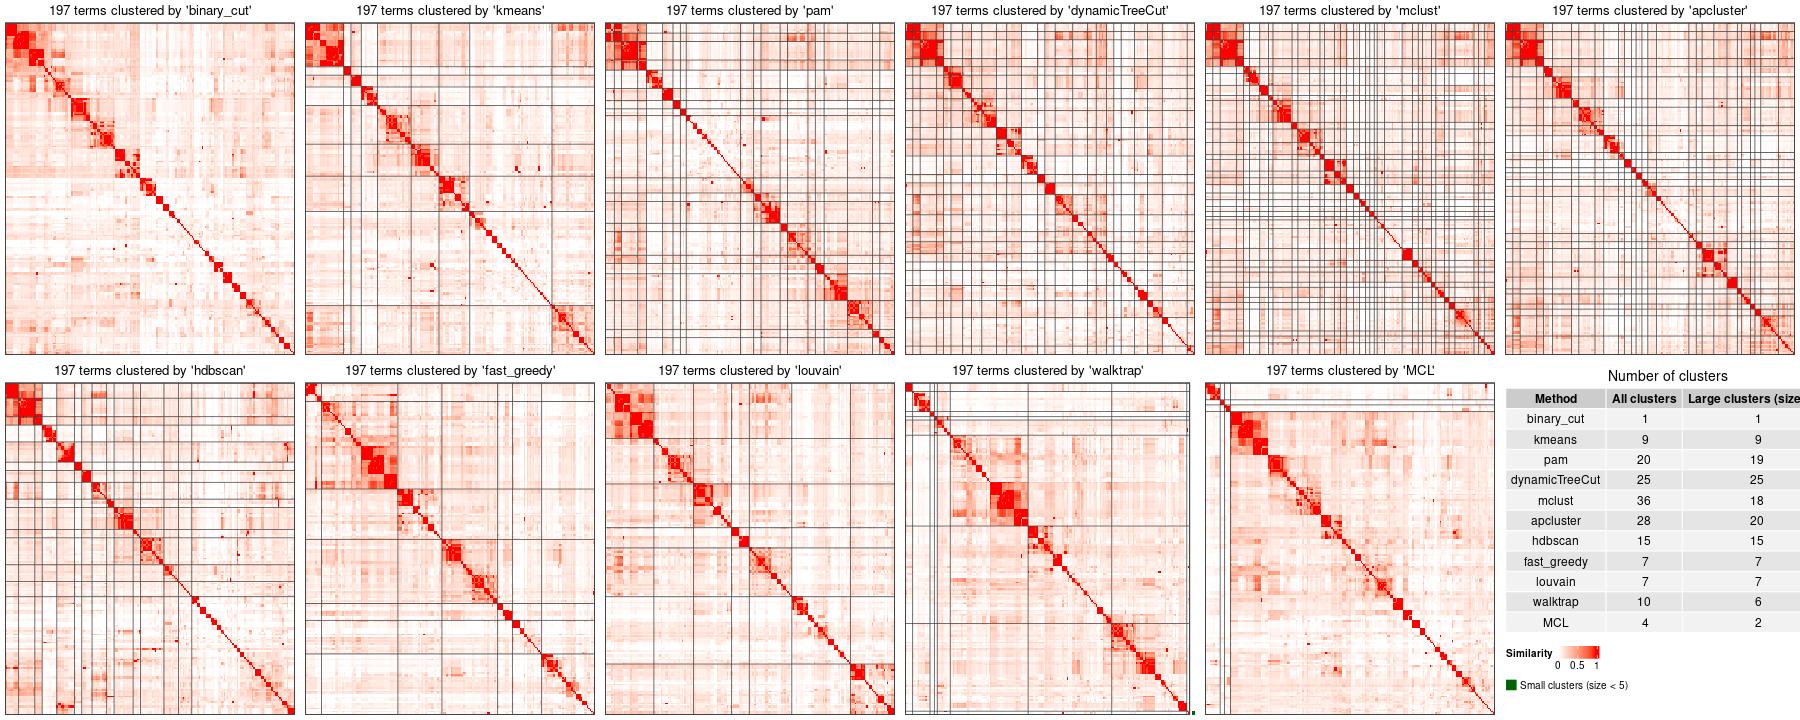 197 terms clustered by 'binary_cut'
197 terms clustered by 'kmeans'
197 terms clustered by 'pam'
197 terms clustered by 'dynamicTreeCut'
197 terms clustered by 'mclust'
197 terms clustered by 'apcluster'
197 terms clustered by 'hdbscan'
197 terms clustered by 'fast_greedy'
197 terms clustered by 'louvain'
197 terms clustered by 'walktrap'
197 terms clustered by 'MCL'
Number of clusters
Method All clusters Large clusters (size
binary_cut 1 1
kmeans 9 9
pam 20 19
dynamicTreeCut 25 25
mclust 36 18
apcluster 28 20
hdbscan 15 15
fast_greedy 7 7
louvain 7 7
walktrap 10 6
MCL 4 2
Similarity
0 0.5 1
Small clusters (size < 5)